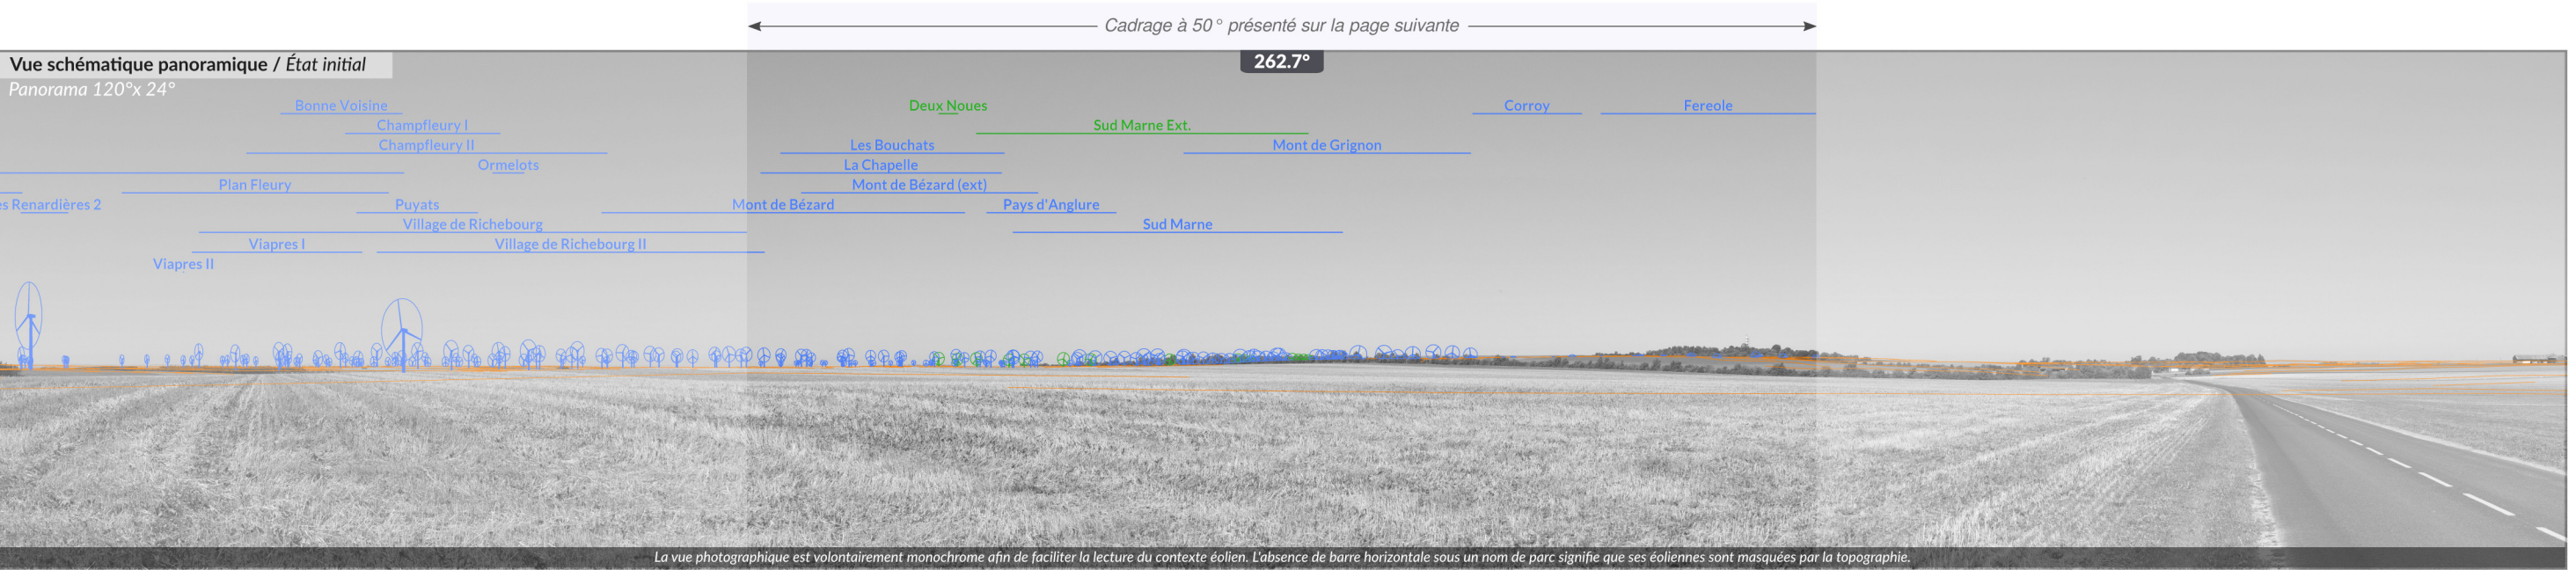 Cadrage à 50° présenté sur la page suivante
Vue schématique panoramique / État initial
262.7°
Panorama 120°x 24°
Bonne Voisine
Deux Noues
Corroy
Fereole
Champfleury I
Sud Marne Ext.
Champfleury II
Les Bouchats
Mont de Grignon
Ormelots
La Chapelle
Plan Fleury
Mont de Bézard (ext)
es Renardières 2
Puyats
Mont de Bézard
Pays d'Anglure
Village de Richebourg
Sud Marne
Viapres I
Village de Richebourg II
Viapres II
La vue photographique est volontairement monochrome afin de faciliter la lecture du contexte éolien. L'absence de barre horizontale sous un nom de parc signifie que ses éoliennes sont masquées par la topographie.